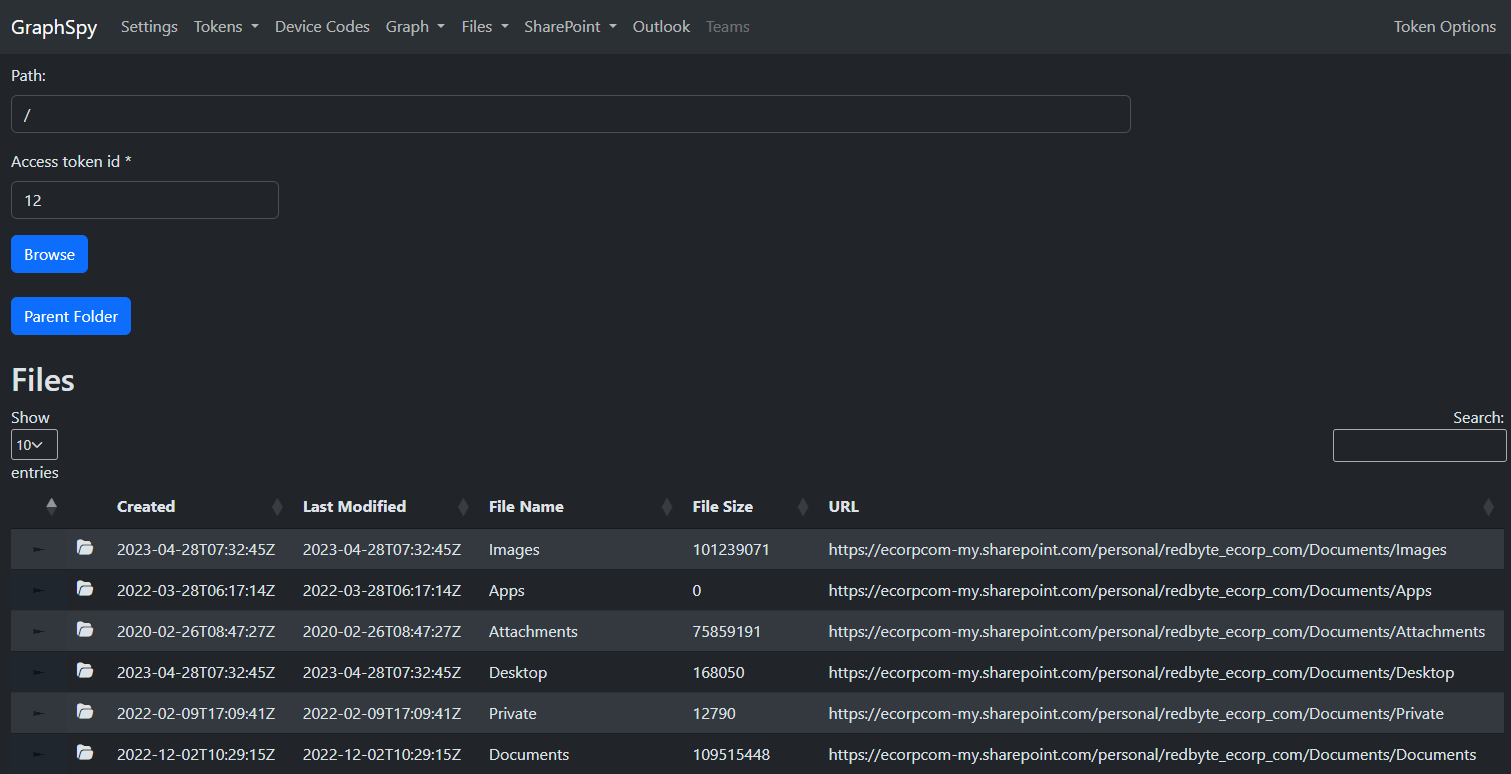 GraphSpy Settings Tokens Device Codes Graph Files SharePoint Outlook Teams Token Options
Path:
/
Access token id *
12
Browse
Parent Folder
Files
Show
10
entries
Search:
Created Last Modified File Name File Size URL
2023-04-28T07:32:45Z 2023-04-28T07:32:45Z Images 101239071 https://ecorpcom-my.sharepoint.com/personal/redbyte_ecorp_com/Documents/Images
2022-03-28T06:17:14Z 2022-03-28T06:17:14Z Apps 0 https://ecorpcom-my.sharepoint.com/personal/redbyte_ecorp_com/Documents/Apps
2020-02-26T08:47:27Z 2020-02-26T08:47:27Z Attachments 75859191 https://ecorpcom-my.sharepoint.com/personal/redbyte_ecorp_com/Documents/Attachments
2023-04-28T07:32:45Z 2023-04-28T07:32:45Z Desktop 168050 https://ecorpcom-my.sharepoint.com/personal/redbyte_ecorp_com/Documents/Desktop
2022-02-09T17:09:41Z 2022-02-09T17:09:41Z Private 12790 https://ecorpcom-my.sharepoint.com/personal/redbyte_ecorp_com/Documents/Private
2022-12-02T10:29:15Z 2022-12-02T10:29:15Z Documents 109515448 https://ecorpcom-my.sharepoint.com/personal/redbyte_ecorp_com/Documents/Documents